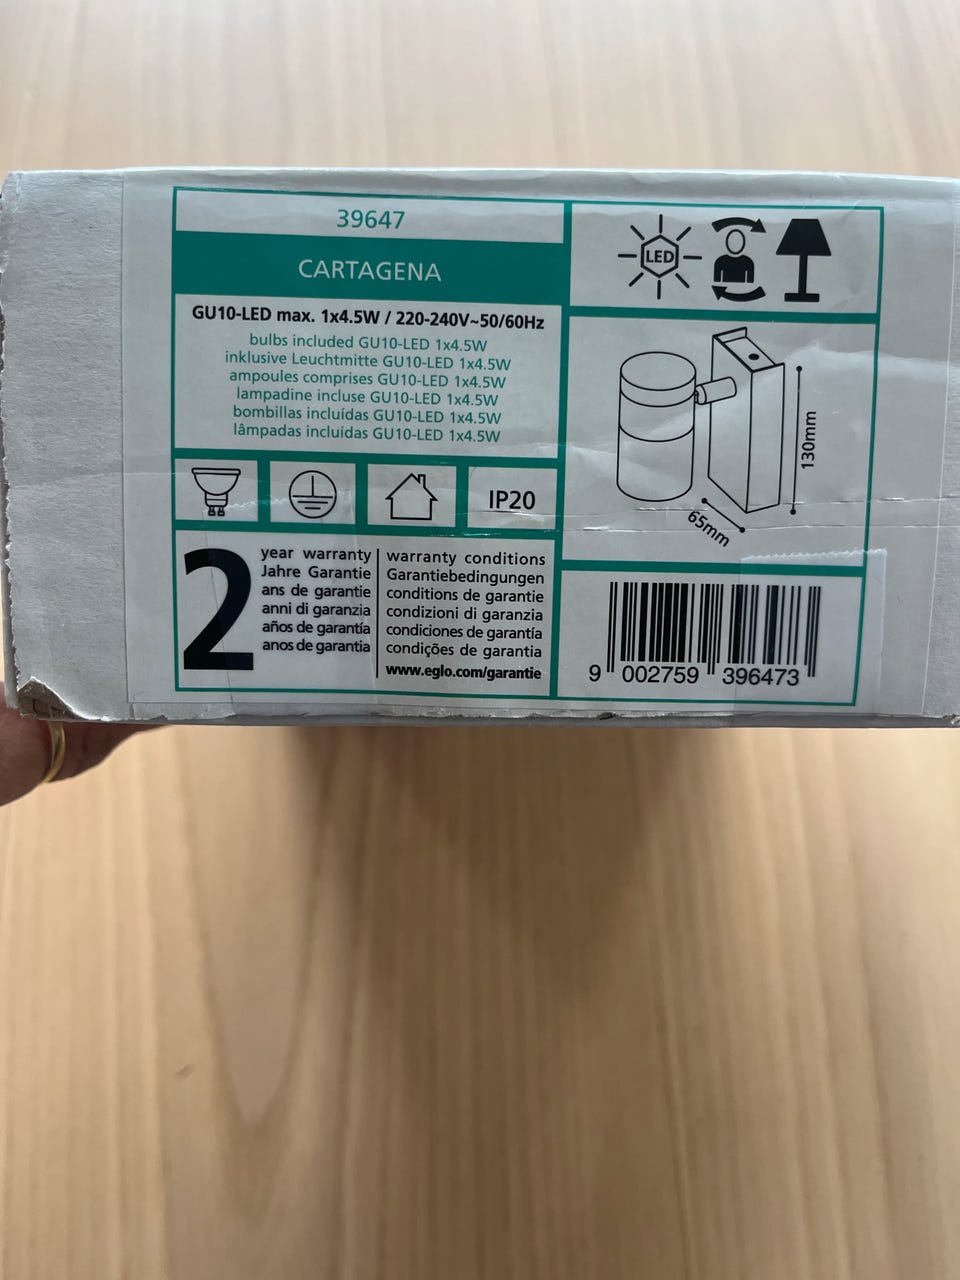 39647
CARTAGENA
GU10-LED max. 1x4.5W / 220-240V~50/60Hz
bulbs included GU10-LED 1x4.5W
inklusive Leuchtmitte GU10-LED 1x4.5W
ampoules comprises GU10-LED 1x4.5W
lampadine incluse GU10-LED 1x4.5W
bombillas incluídas GU10-LED 1x4.5W
lâmpadas incluídas GU10-LED 1x4.5W
IP20
2
year warranty
Jahre Garantie
ans de garantie
anni di garanzia
años de garantía
anos de garantia
warranty conditions
Garantiebedingungen
conditions de garantie
condizioni di garanzia
condiciones de garantía
condições de garantia
www.eglo.com/garantie
LED
130mm
65mm
9 002759 396473